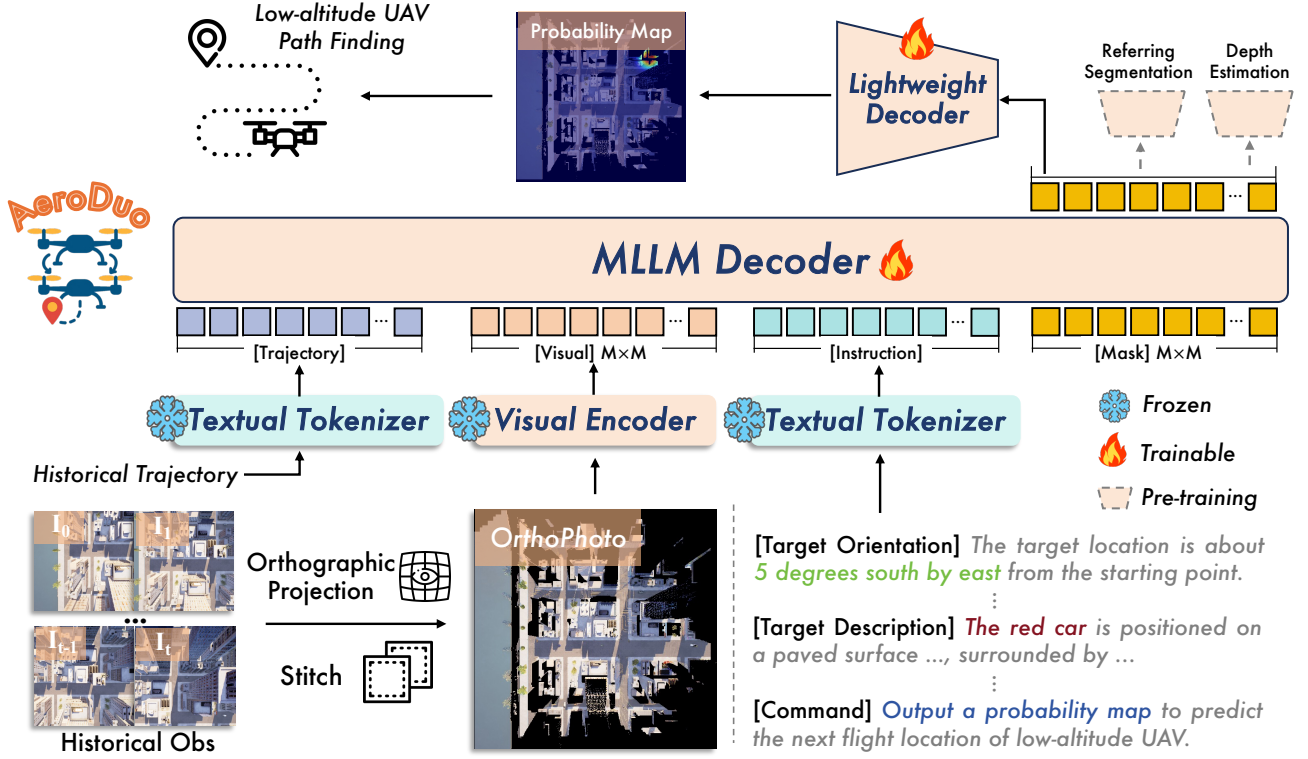 Low-altitude UAV
Path Finding
Probability Map
Lightweight
Decoder
Referring
Segmentation
Depth
Estimation
AeroDuo
...
MLLM Decoder
...
...
...
...
[Trajectory]
[Visual] M×M
[Instruction]
[Mask] M×M
Textual Tokenizer
Visual Encoder
Textual Tokenizer
Frozen
Trainable
Pre-training
Historical Trajectory
I0
I1
...
It-1
It
Historical Obs
Orthographic
Projection
Stitch
OrthoPhoto
[Target Orientation] The target location is about
5 degrees south by east from the starting point.
⋮
[Target Description] The red car is positioned on
a paved surface ..., surrounded by ...
⋮
[Command] Output a probability map to predict
the next flight location of low-altitude UAV.